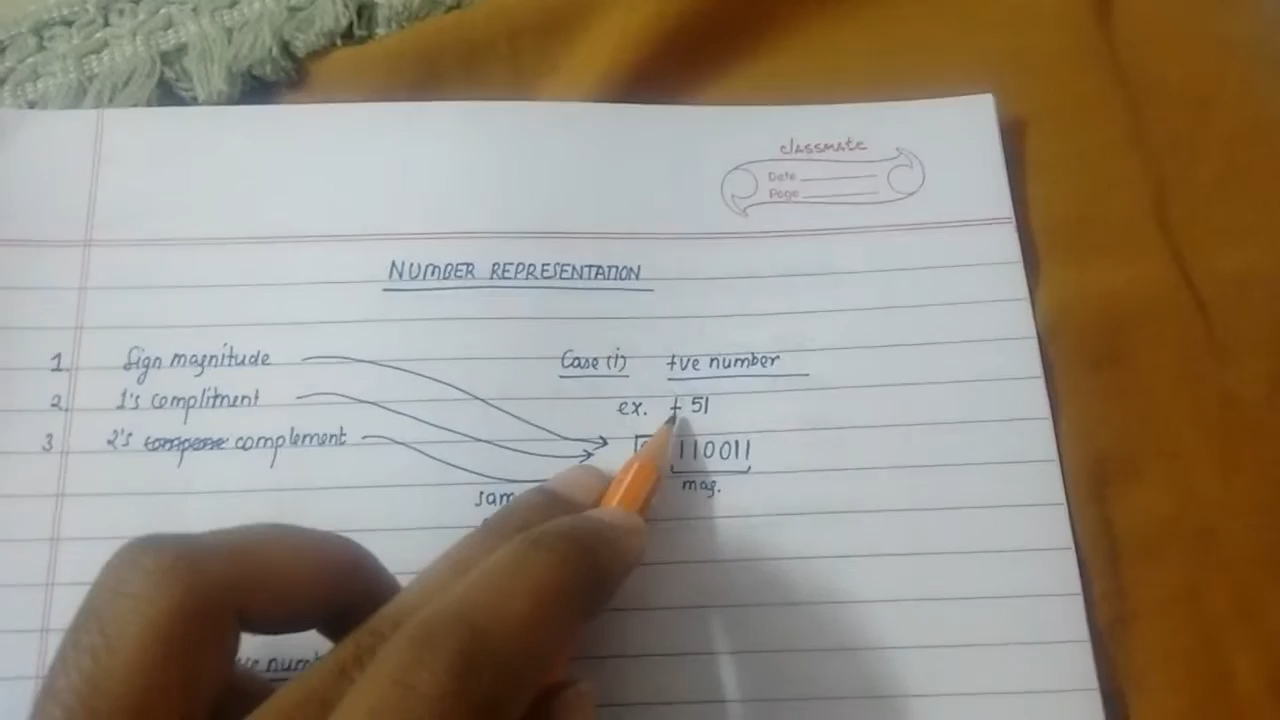 classmate
Date
Page
NUMBER REPRESENTATION
1. Sign magnitude
2. 1's compliment
3 2's compose complement
Case (i) +ve number
ex. + 51
110011
mag.